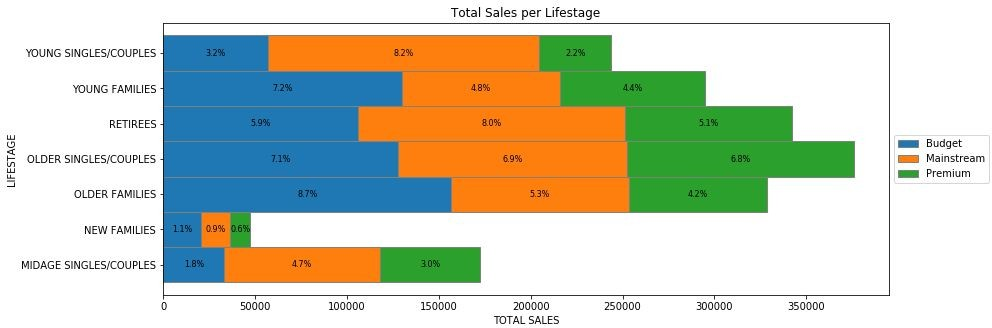 Total Sales per Lifestage
YOUNG SINGLES/COUPLES 3.2% 8.2% 2.2%
YOUNG FAMILIES 7.2% 4.8% 4.4%
RETIREES 5.9% 8.0% 5.1%
OLDER SINGLES/COUPLES 7.1% 6.9% 6.8%
OLDER FAMILIES 8.7% 5.3% 4.2%
NEW FAMILIES 1.1% 0.9% 0.6%
MIDAGE SINGLES/COUPLES 1.8% 4.7% 3.0%
LIFESTAGE
0 50000 100000 150000 200000 250000 300000 350000
TOTAL SALES
Budget
Mainstream
Premium